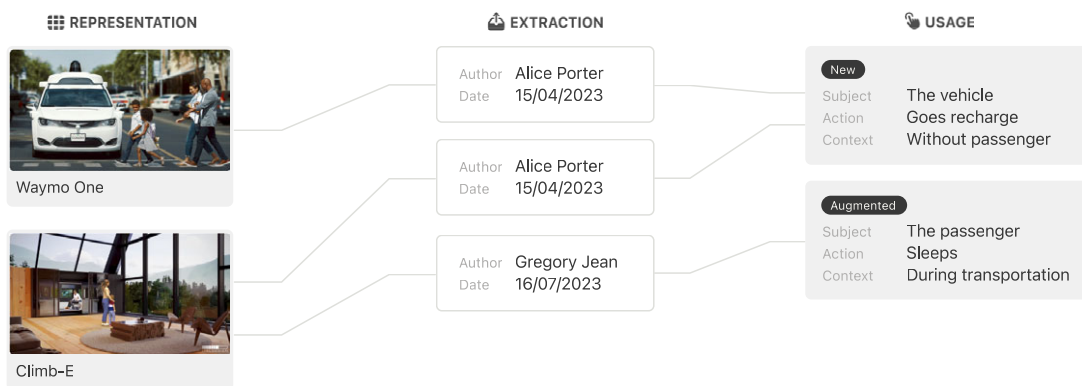 REPRESENTATION
EXTRACTION
USAGE
Waymo One
Climb-E
Author Alice Porter
Date 15/04/2023
Author Alice Porter
Date 15/04/2023
Author Gregory Jean
Date 16/07/2023
New
Subject The vehicle
Action Goes recharge
Context Without passenger
Augmented
Subject The passenger
Action Sleeps
Context During transportation